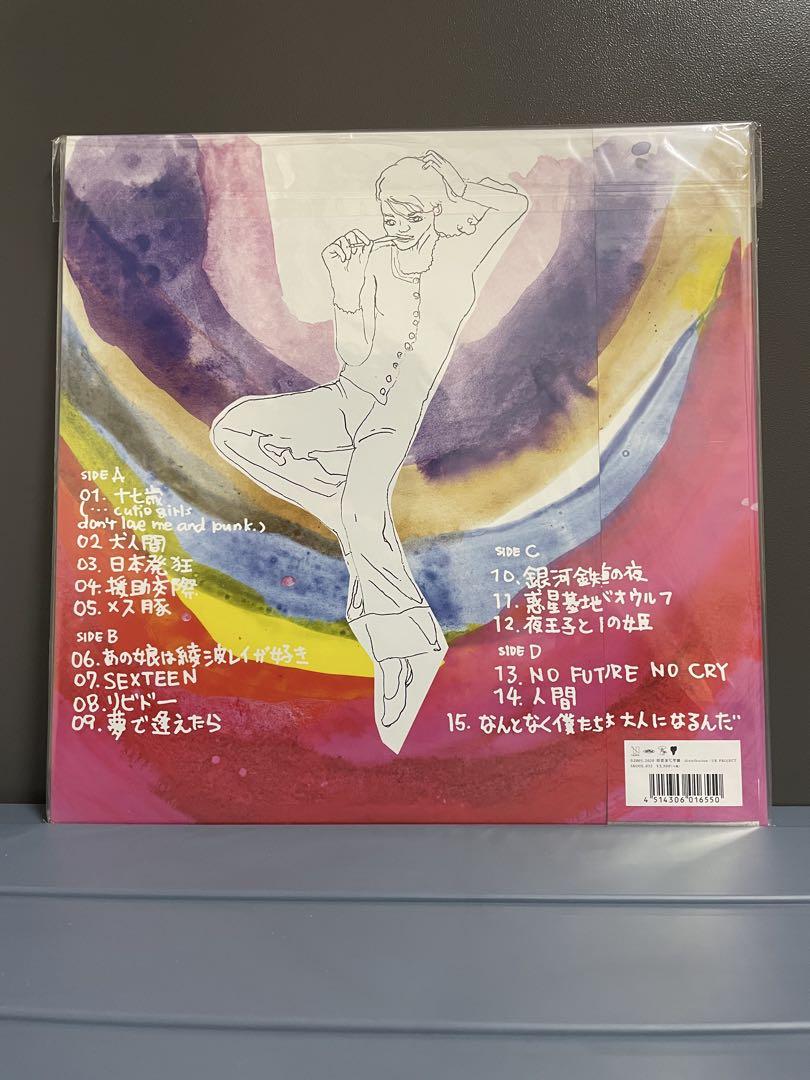 SIDE A
01. 十七歳
(… cutie girls
don't love me and punk.)
02 犬人間
03. 日本発狂
04. 援助交際
05. メス豚
SIDE B
06. あの娘は綾波レイが好き
07. SEXTEEN
08. リビドー
09. 夢で逢えたら
SIDE C
10. 銀河鉄道の夜
11. 惑星基地ベオウルフ
12. 夜王子と月の姫
SIDE D
13. NO FUTURE NO CRY
14. 人間
15. なんとなく僕たちは大人になるんだ
distribution : UK PROJECT
4 514306 016550